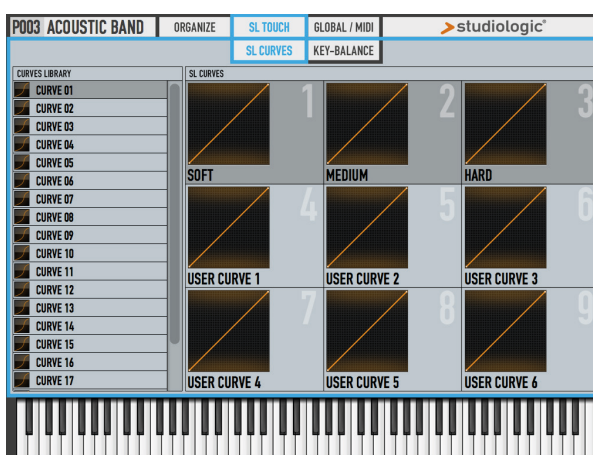 P003 ACOUSTIC BAND ORGANIZE SL TOUCH GLOBAL / MIDI studiologic®
SL CURVES KEY-BALANCE
CURVES LIBRARY
CURVE 01
CURVE 02
CURVE 03
CURVE 04
CURVE 05
CURVE 06
CURVE 07
CURVE 08
CURVE 09
CURVE 10
CURVE 11
CURVE 12
CURVE 13
CURVE 14
CURVE 15
CURVE 16
CURVE 17
SL CURVES
1 2 3
SOFT MEDIUM HARD
4 5 6
USER CURVE 1 USER CURVE 2 USER CURVE 3
7 8 9
USER CURVE 4 USER CURVE 5 USER CURVE 6